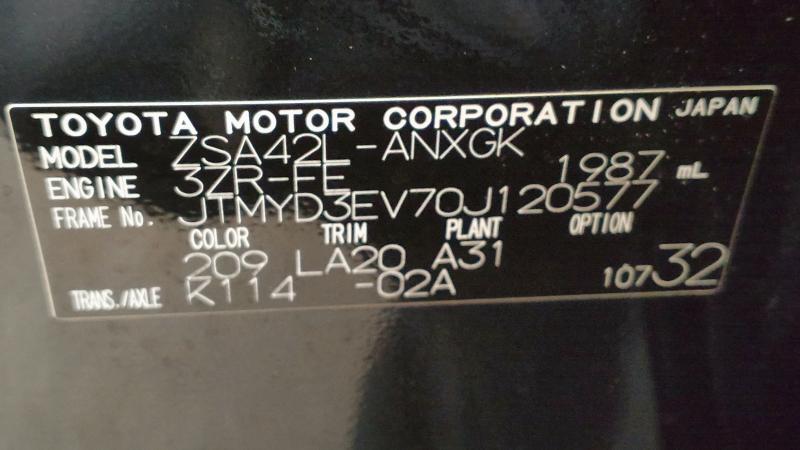 TOYOTA MOTOR CORPORATION JAPAN
MODEL ZSA42L-ANXGK
ENGINE 3ZR-FE 1987 mL
FRAME No. JTMYD3EV70J120577
COLOR TRIM PLANT OPTION
209 LA20 A31
TRANS./AXLE K114 -02A 10732